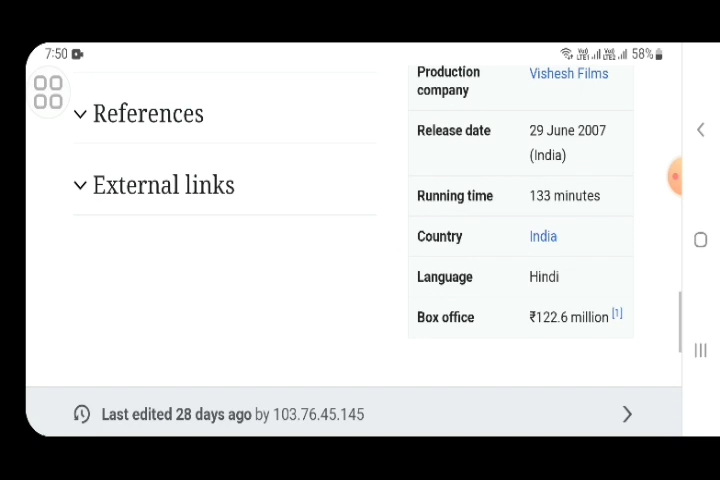 7:50
VoLTE1 VoLTE2 58%
Production company
Vishesh Films
References
Release date
29 June 2007 (India)
External links
Running time
133 minutes
Country
India
Language
Hindi
Box office
₹122.6 million [1]
Last edited 28 days ago by 103.76.45.145